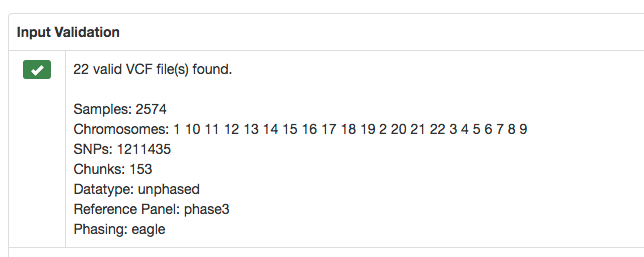 Input Validation
22 valid VCF file(s) found.
Samples: 2574
Chromosomes: 1 10 11 12 13 14 15 16 17 18 19 2 20 21 22 3 4 5 6 7 8 9
SNPs: 1211435
Chunks: 153
Datatype: unphased
Reference Panel: phase3
Phasing: eagle